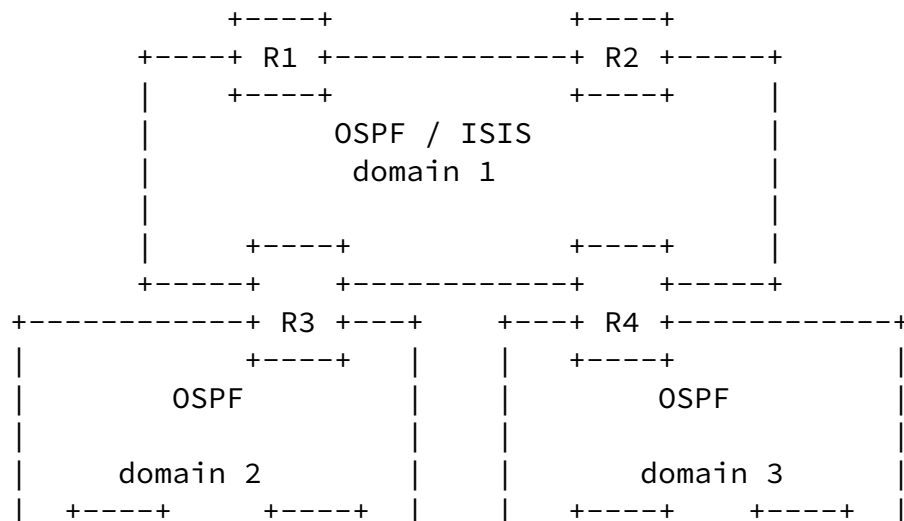 +----+ +----+
+----+ R1 +-------------+ R2 +-----+
| +----+ +----+ |
| OSPF / ISIS |
| domain 1 |
| |
| +----+ +----+ |
+-----+ +------------+ +-----+
+------------+ R3 +---+ +---+ R4 +------------+
| +----+ | | +----+ |
| OSPF | | OSPF |
| | | |
| domain 2 | | domain 3 |
| +----+ +----+ | | +----+ +----+ |